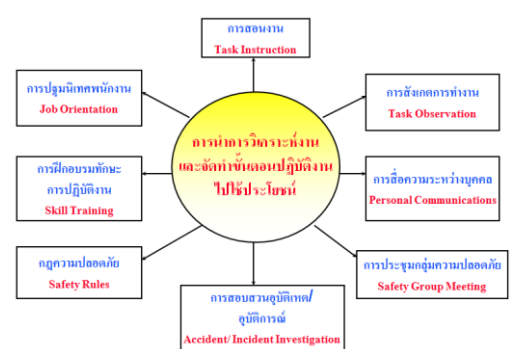 การสอนงาน
Task Instruction
การปฐมนิเทศพนักงาน
Job Orientation
การสังเกตการทำงาน
Task Observation
การนำการวิเคราะห์งาน
และจัดทำขั้นตอนปฏิบัติงาน
ไปใช้ประโยชน์
การฝึกอบรมทักษะ
การปฏิบัติงาน
Skill Training
การสื่อความระหว่างบุคคล
Personal Communications
กฎความปลอดภัย
Safety Rules
การประชุมกลุ่มความปลอดภัย
Safety Group Meeting
การสอบสวนอุบัติเหตุ/
อุบัติการณ์
Accident/ Incident Investigation